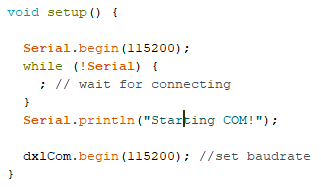 void setup() {
Serial.begin(115200);
while (!Serial) {
; // wait for connecting
}
Serial.println("Starting COM!");
dxlCom.begin(115200); //set baudrate
}